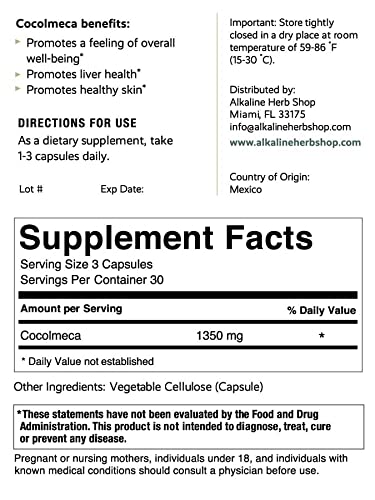 Cocolmeca benefits:
▸ Promotes a feeling of overall
well-being*
▸ Promotes liver health*
▸ Promotes healthy skin*
DIRECTIONS FOR USE
As a dietary supplement, take
1-3 capsules daily.
Lot #
Exp Date:
Important: Store tightly
closed in a dry place at room
temperature of 59-86 ˚F
(15-30 ˚C).
Distributed by:
Alkaline Herb Shop
Miami, FL 33175
info@alkalineherbshop.com
www.alkalineherbshop.com
Country of Origin:
Mexico
Supplement Facts
Serving Size 3 Capsules
Servings Per Container 30
Amount per Serving % Daily Value
Cocolmeca 1350 mg *
* Daily Value not established
Other Ingredients: Vegetable Cellulose (Capsule)
*These statements have not been evaluated by the Food and Drug
Administration. This product is not intended to diagnose, treat, cure
or prevent any disease.
Pregnant or nursing mothers, individuals under 18, and individuals with
known medical conditions should consult a physician before use.